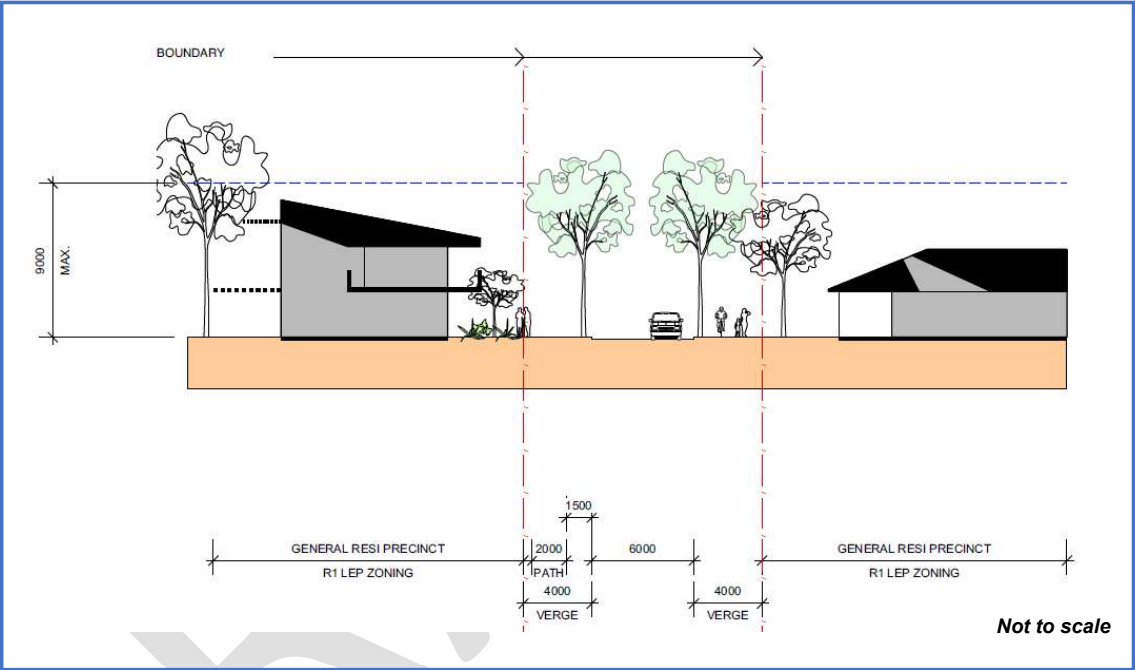 BOUNDARY
9000
MAX.
1500
GENERAL RESI PRECINCT
2000
6000
GENERAL RESI PRECINCT
R1 LEP ZONING
PATH
R1 LEP ZONING
4000
4000
VERGE
VERGE
Not to scale